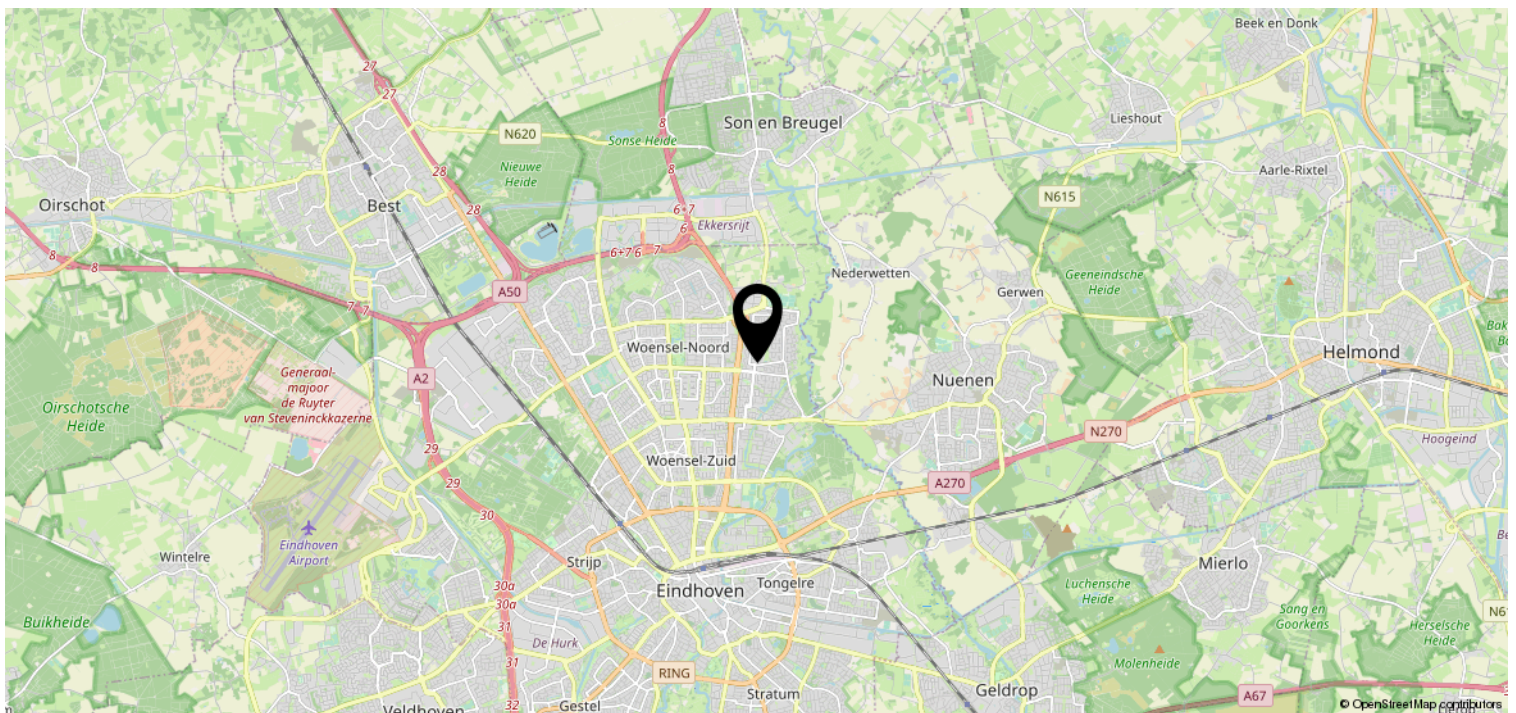 Beek en Donk
27
27
8
N620
Sonse Heide
Son en Breugel
Lieshout
28
Nieuwe
Heide
8
Aarle-Rixtel
Oirschot
Best
28
6+7
N615
6
Ekkersrijt
8
8
6+7
6
7
Nederwetten
Geeneindsche
Heide
A50
Gerwen
7
7
Woensel-Noord
Helmond
Generaal-
majoor
de Ruyter
van Steveninckkazerne
A2
Nuenen
Oirschotsche
Heide
N270
Hoogeind
29
Woensel-Zuid
29
A270
30
Eindhoven
Airport
Wintelre
Strijp
Mierlo
Eindhoven
Tongelre
30a
30a
Luchensche
Heide
Buikheide
31
Sang en
Goorkens
Herselsche
Heide
De Hurk
31
Molenheide
RING
Stratum
Geldrop
A67
32
Gestel
Veldhoven
© OpenStreetMap contributors